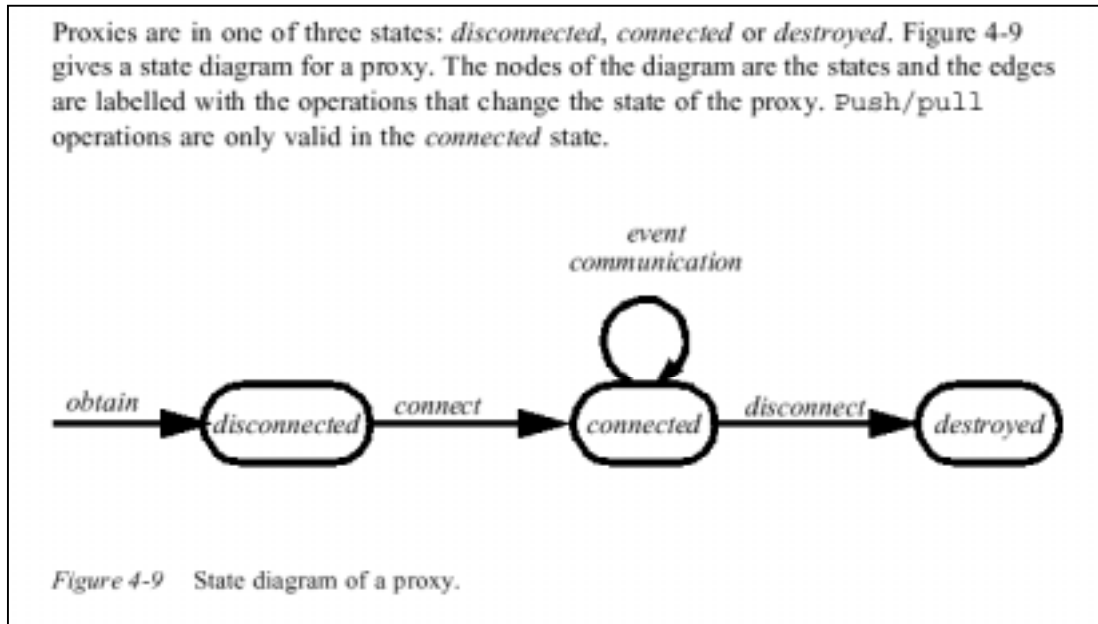 Proxies are in one of three states: disconnected, connected or destroyed. Figure 4-9
gives a state diagram for a proxy. The nodes of the diagram are the states and the edges
are labelled with the operations that change the state of the proxy. Push/pull
operations are only valid in the connected state.
event
communication
obtain
disconnected
connect
connected
disconnect
destroyed
Figure 4-9 State diagram of a proxy.